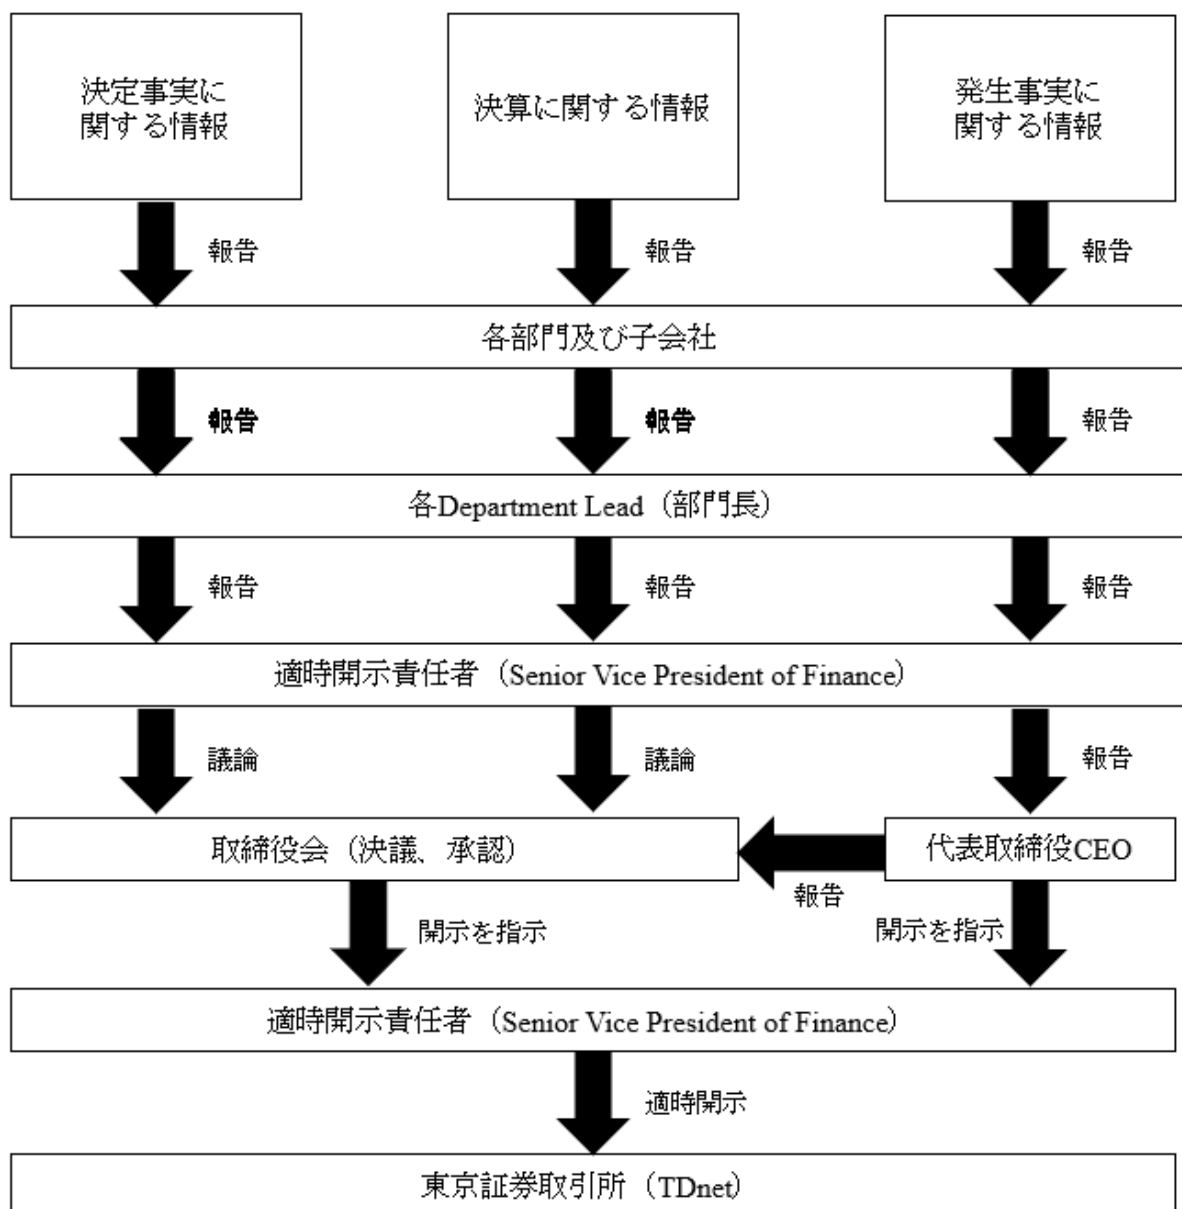 決定事実に
関する情報
決算に関する情報
発生事実に
関する情報
報告
報告
報告
各部門及び子会社
報告
報告
報告
各Department Lead（部門長）
報告
報告
報告
適時開示責任者（Senior Vice President of Finance）
議論
議論
報告
取締役会（決議、承認）
代表取締役CEO
報告
開示を指示
開示を指示
適時開示責任者（Senior Vice President of Finance）
適時開示
東京証券取引所（TDnet）